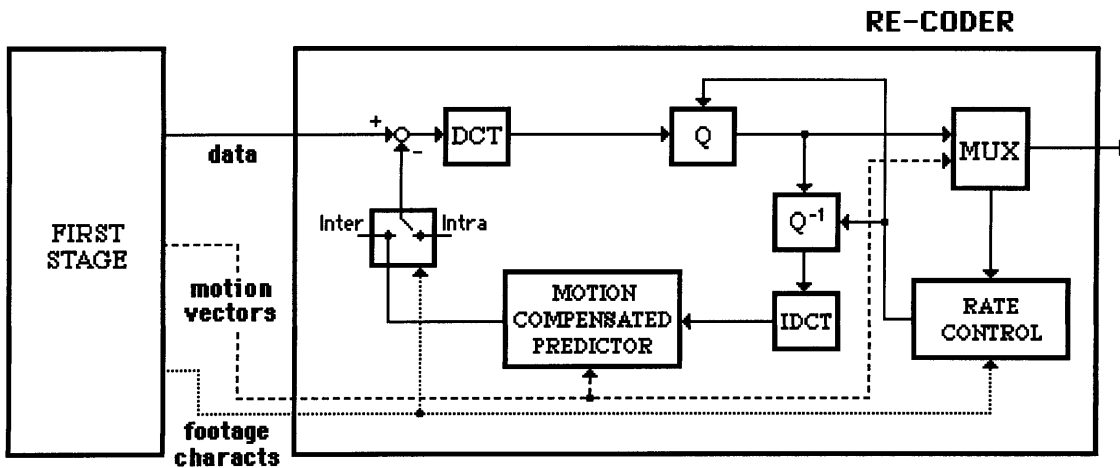 RE-CODER
+
-
data
DCT
Q
MUX
Inter
Intra
Q⁻¹
FIRST
STAGE
motion
vectors
MOTION
COMPENSATED
PREDICTOR
IDCT
RATE
CONTROL
footage
characts